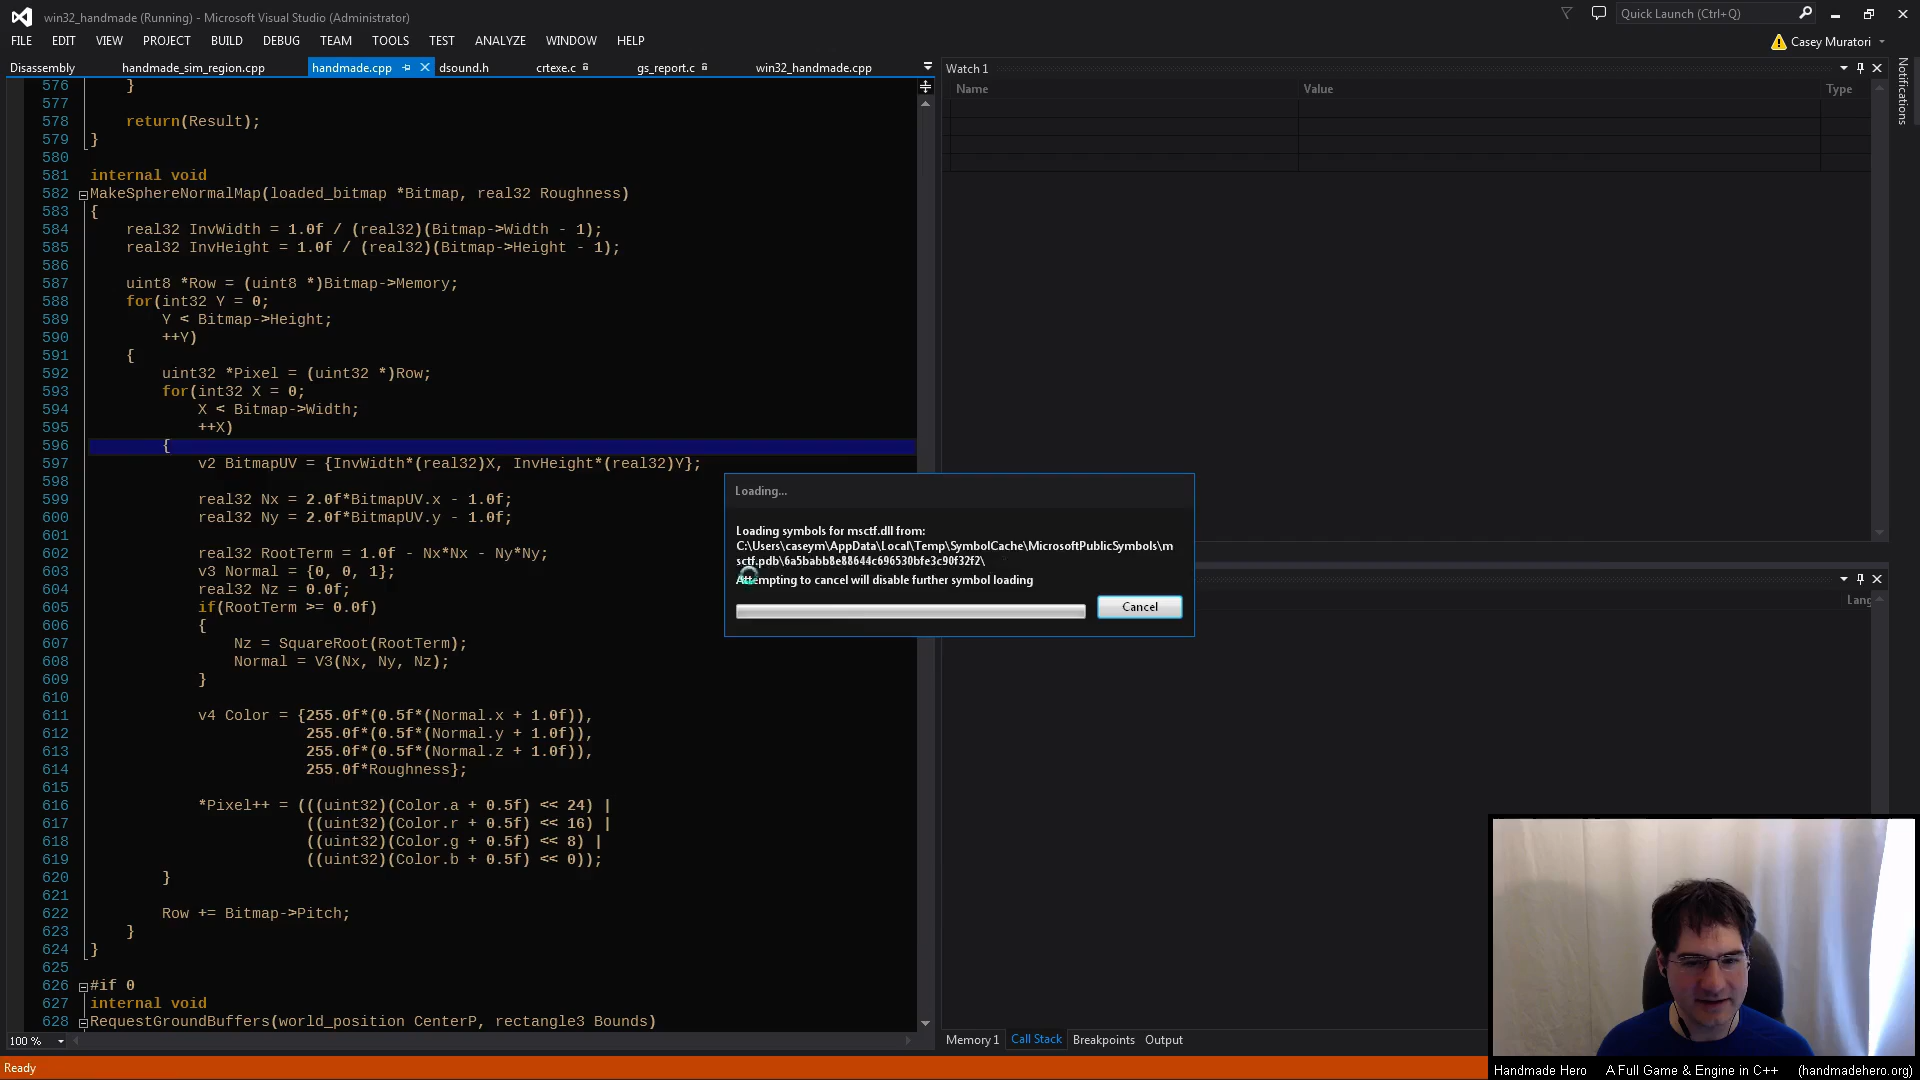 win32_handmade (Running) - Microsoft Visual Studio (Administrator)
Quick Launch (Ctrl+Q)
FILE EDIT VIEW PROJECT BUILD DEBUG TEAM TOOLS TEST ANALYZE WINDOW HELP
Casey Muratori
Disassembly handmade_sim_region.cpp handmade.cpp dsound.h crtexe.c gs_report.c win32_handmade.cpp
Watch 1
Name Value Type
Notifications
576 }
577
578 return(Result);
579 }
580
581 internal void
582 MakeSphereNormalMap(loaded_bitmap *Bitmap, real32 Roughness)
583 {
584 real32 InvWidth = 1.0f / (real32)(Bitmap->Width - 1);
585 real32 InvHeight = 1.0f / (real32)(Bitmap->Height - 1);
586
587 uint8 *Row = (uint8 *)Bitmap->Memory;
588 for(int32 Y = 0;
589 Y < Bitmap->Height;
590 ++Y)
591 {
592 uint32 *Pixel = (uint32 *)Row;
593 for(int32 X = 0;
594 X < Bitmap->Width;
595 ++X)
596 {
597 v2 BitmapUV = {InvWidth*(real32)X, InvHeight*(real32)Y};
598
599 real32 Nx = 2.0f*BitmapUV.x - 1.0f;
600 real32 Ny = 2.0f*BitmapUV.y - 1.0f;
601
602 real32 RootTerm = 1.0f - Nx*Nx - Ny*Ny;
603 v3 Normal = {0, 0, 1};
604 real32 Nz = 0.0f;
605 if(RootTerm >= 0.0f)
606 {
607 Nz = SquareRoot(RootTerm);
608 Normal = V3(Nx, Ny, Nz);
609 }
610
611 v4 Color = {255.0f*(0.5f*(Normal.x + 1.0f)),
612 255.0f*(0.5f*(Normal.y + 1.0f)),
613 255.0f*(0.5f*(Normal.z + 1.0f)),
614 255.0f*Roughness};
615
616 *Pixel++ = (((uint32)(Color.a + 0.5f) << 24) |
617 ((uint32)(Color.r + 0.5f) << 16) |
618 ((uint32)(Color.g + 0.5f) << 8) |
619 ((uint32)(Color.b + 0.5f) << 0));
620 }
621
622 Row += Bitmap->Pitch;
623 }
624 }
625
626 #if 0
627 internal void
628 RequestGroundBuffers(world_position CenterP, rectangle3 Bounds)
Loading...
Loading symbols for msctf.dll from:
C:\Users\caseym\AppData\Local\Temp\SymbolCache\MicrosoftPublicSymbols\m
sctf.pdb\6a5babb8e88644c696530bfe3c90f32f2\
Attempting to cancel will disable further symbol loading
Cancel
Lang
100 %
Memory 1 Call Stack Breakpoints Output
Ready
Handmade Hero A Full Game & Engine in C++ (handmadehero.org)